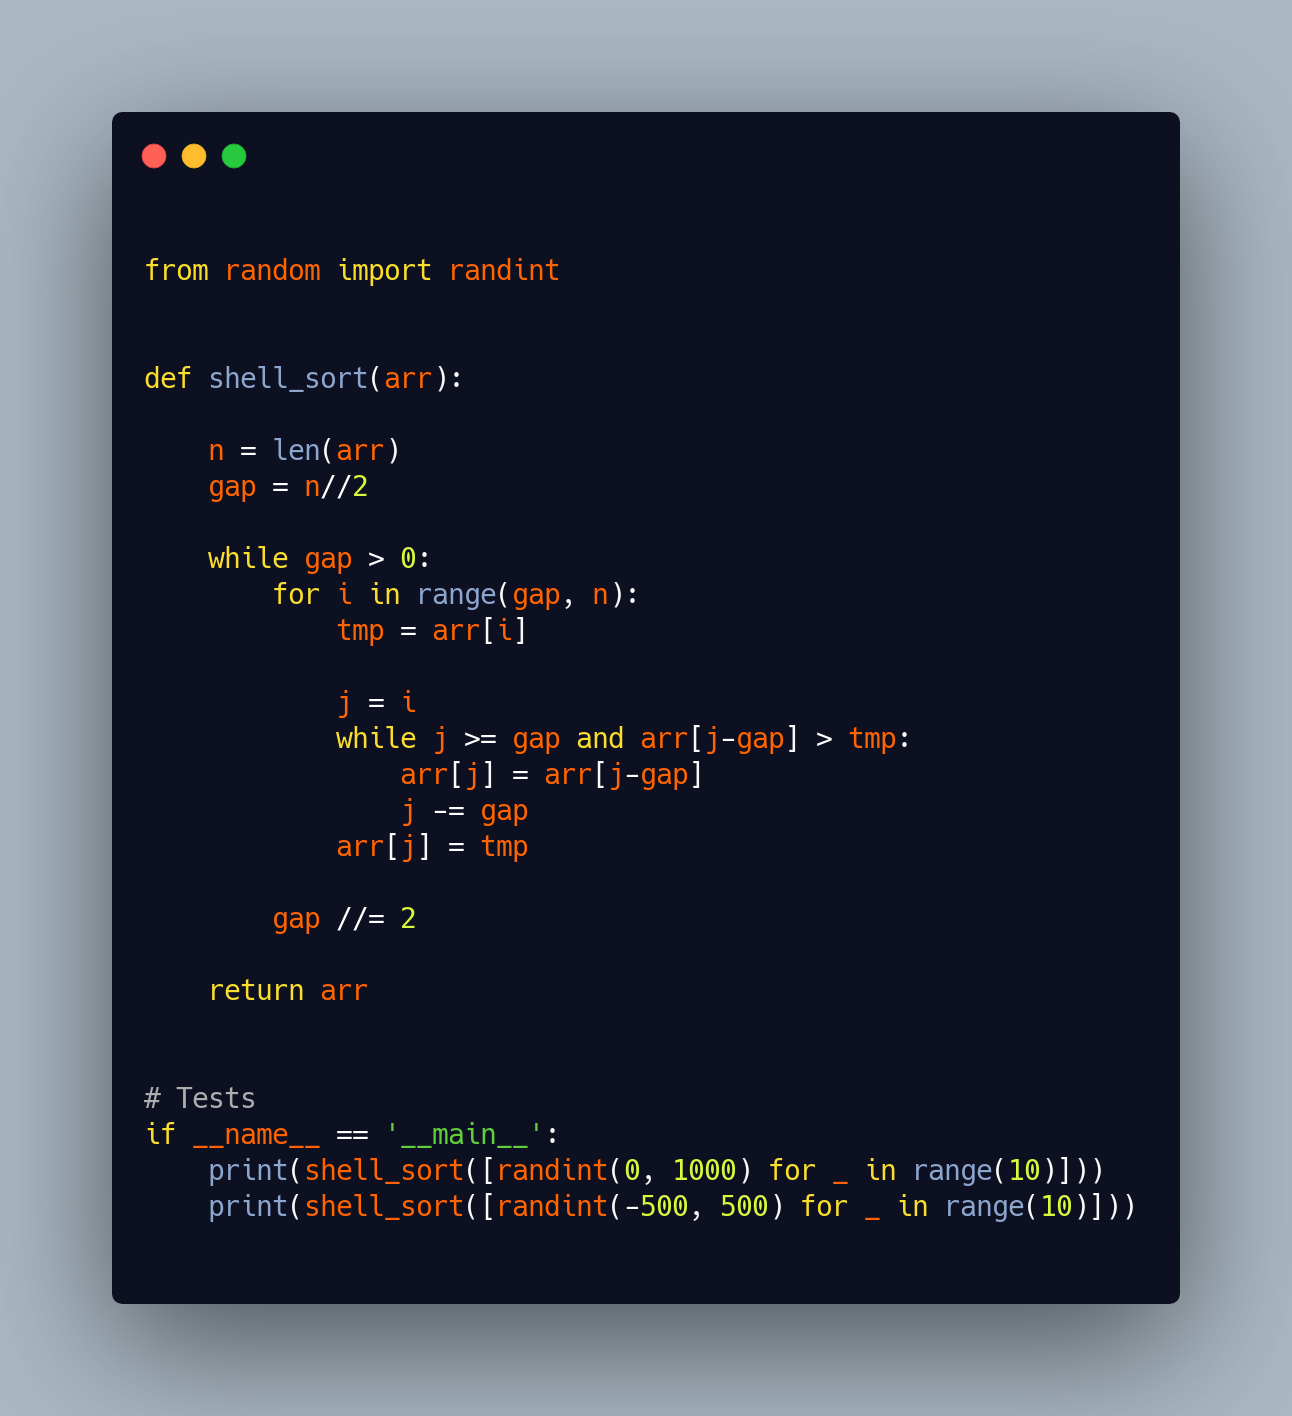 from random import randint
def shell_sort(arr):
    n = len(arr)
    gap = n//2
    while gap > 0:
        for i in range(gap, n):
            tmp = arr[i]
            j = i
            while j >= gap and arr[j-gap] > tmp:
                arr[j] = arr[j-gap]
                j -= gap
            arr[j] = tmp
        gap //= 2
    return arr
# Tests
if __name__ == '__main__':
    print(shell_sort([randint(0, 1000) for _ in range(10)]))
    print(shell_sort([randint(-500, 500) for _ in range(10)]))